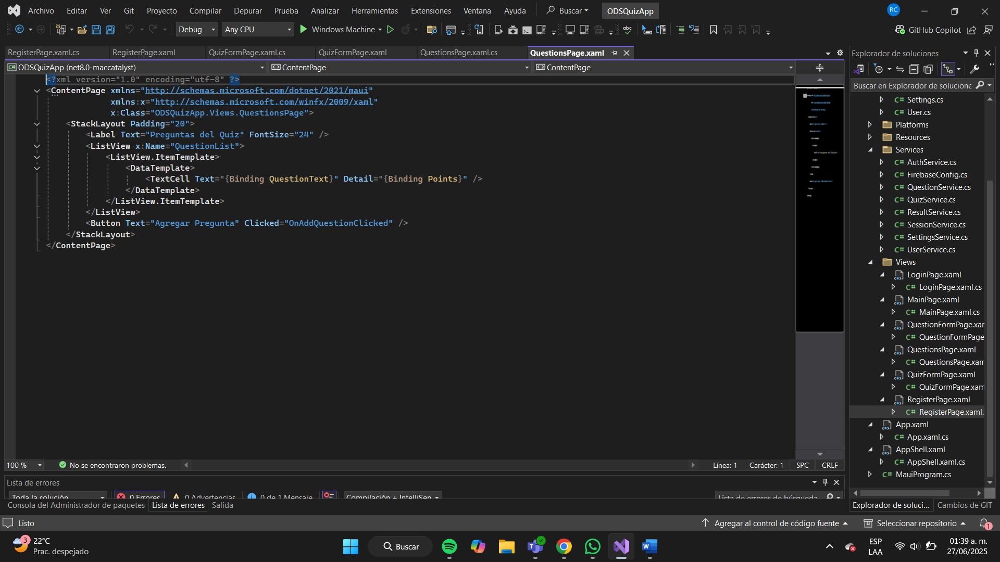 Archivo Editar Ver Git Proyecto Compilar Depurar Prueba Analizar Herramientas Extensiones Ventana Ayuda Buscar ODSQuizApp RC
Debug Any CPU Windows Machine abc GitHub Copilot
RegisterPage.xaml.cs RegisterPage.xaml QuizFormPage.xaml.cs QuizFormPage.xaml QuestionsPage.xaml.cs QuestionsPage.xaml
ODSQuizApp (net8.0-maccatalyst) ContentPage ContentPage
<?xml version="1.0" encoding="utf-8" ?>
<ContentPage xmlns="http://schemas.microsoft.com/dotnet/2021/maui"
xmlns:x="http://schemas.microsoft.com/winfx/2009/xaml"
x:Class="ODSQuizApp.Views.QuestionsPage">
<StackLayout Padding="20">
<Label Text="Preguntas del Quiz" FontSize="24" />
<ListView x:Name="QuestionList">
<ListView.ItemTemplate>
<DataTemplate>
<TextCell Text="{Binding QuestionText}" Detail="{Binding Points}" />
</DataTemplate>
</ListView.ItemTemplate>
</ListView>
<Button Text="Agregar Pregunta" Clicked="OnAddQuestionClicked" />
</StackLayout>
</ContentPage>
100 % No se encontraron problemas. Línea: 1 Carácter: 1 SPC CRLF
Lista de errores
Toda la solución 0 Errores 0 Advertencias 0 de 1 Mensaje Compilación + IntelliSen Lista de errores de búsqueda
Consola del Administrador de paquetes Lista de errores Salida
Explorador de soluciones
Buscar en Explorador de solucione
C# Settings.cs
C# User.cs
Platforms
Resources
Services
C# AuthService.cs
C# FirebaseConfig.cs
C# QuestionService.cs
C# QuizService.cs
C# ResultService.cs
C# SessionService.cs
C# SettingsService.cs
C# UserService.cs
Views
LoginPage.xaml
C# LoginPage.xaml.cs
MainPage.xaml
C# MainPage.xaml.cs
QuestionFormPage.xar
C# QuestionFormPage
QuestionsPage.xaml
C# QuestionsPage.xam
QuizFormPage.xaml
C# QuizFormPage.xam
RegisterPage.xaml
C# RegisterPage.xaml.
App.xaml
C# App.xaml.cs
AppShell.xaml
C# AppShell.xaml.cs
C# MauiProgram.cs
Explorador de soluci... Cambios de GIT
Listo Agregar al control de código fuente Seleccionar repositorio 1
3 22°C
Prac. despejado
Buscar
ESP
LAA
01:39 a. m.
27/06/2025